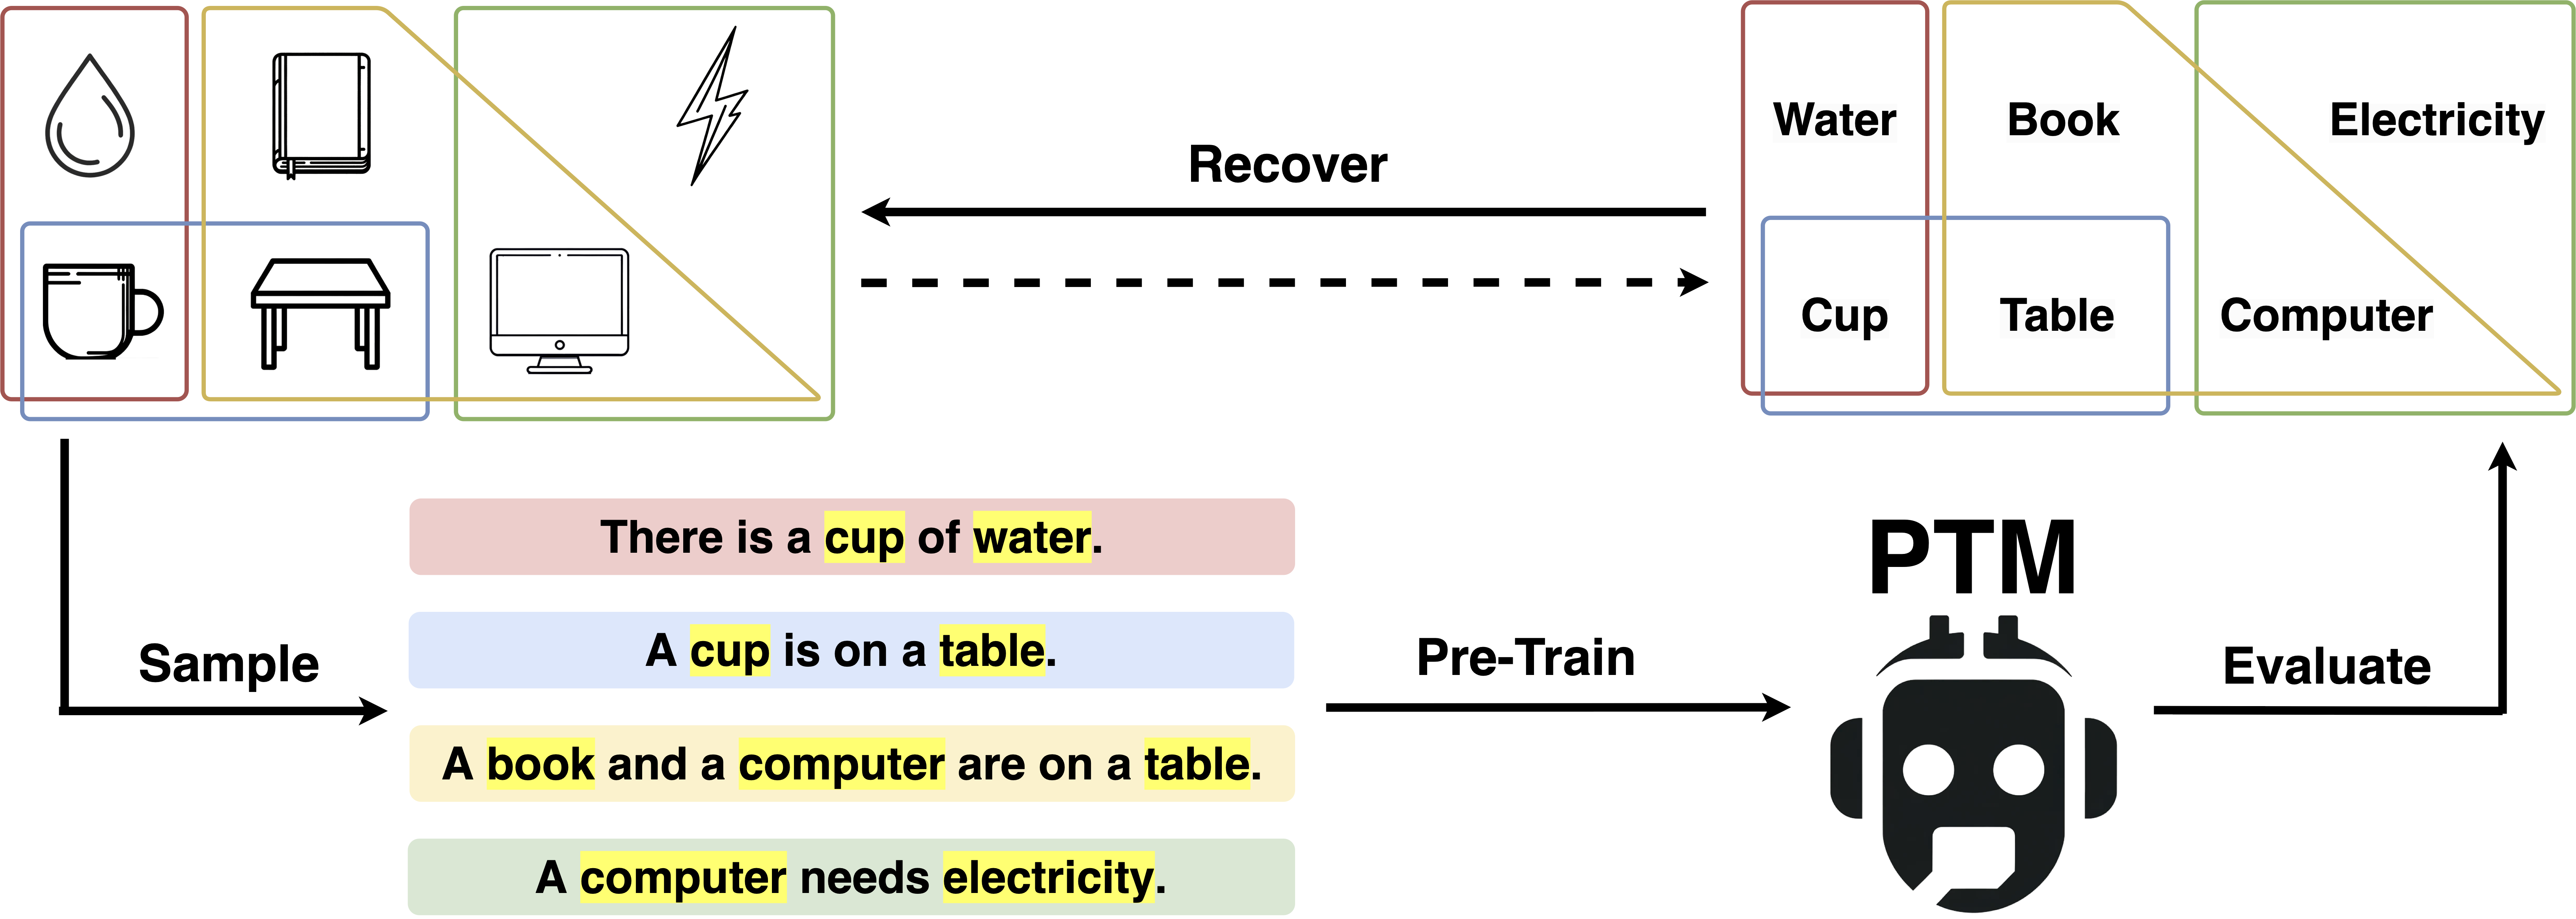 Recover
Water
Book
Electricity
Cup
Table
Computer
Sample
There is a cup of water.
A cup is on a table.
A book and a computer are on a table.
A computer needs electricity.
Pre-Train
PTM
Evaluate